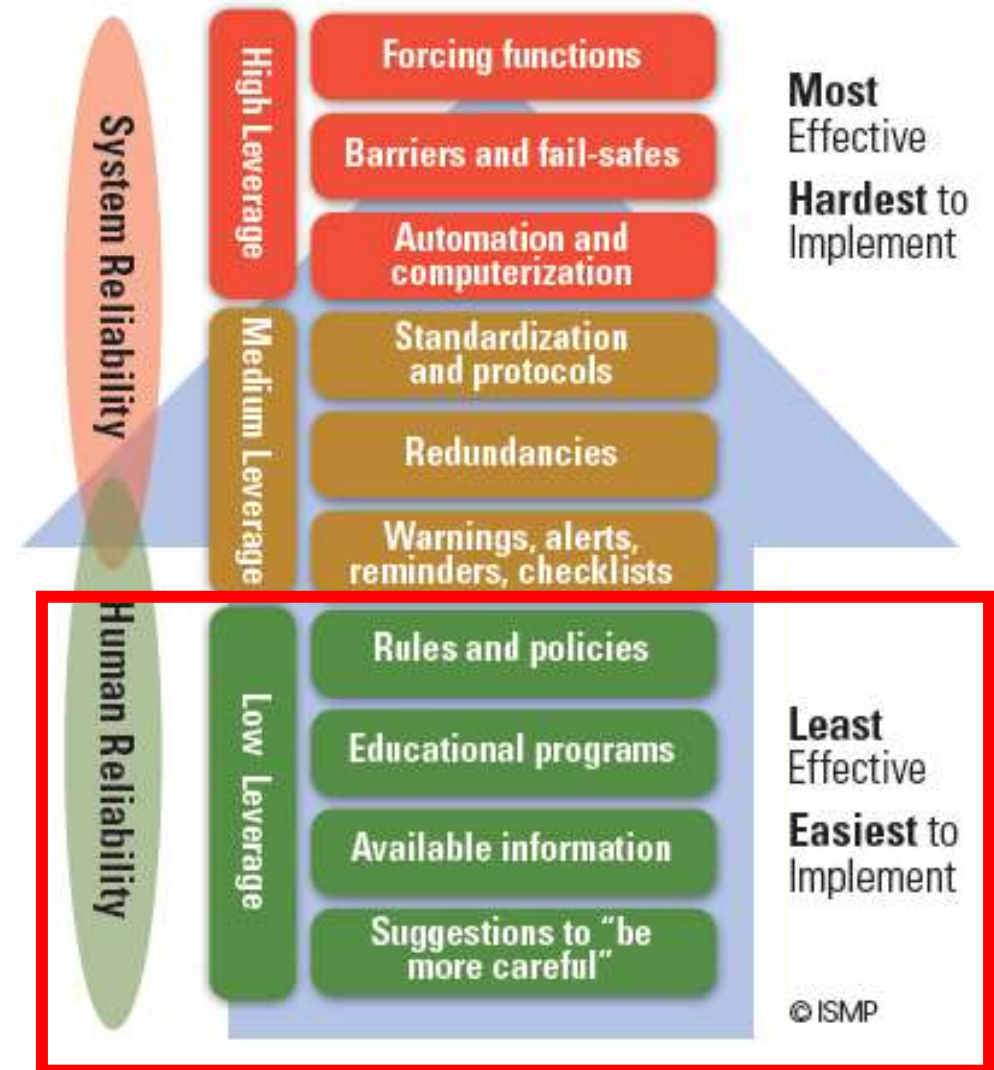 System Reliability
Human Reliability
High Leverage
Forcing functions
Barriers and fail-safes
Automation and
computerization
Most
Effective
Hardest to
Implement
Medium Leverage
Standardization
and protocols
Redundancies
Warnings, alerts,
reminders, checklists
Low Leverage
Rules and policies
Educational programs
Available information
Suggestions to “be
more careful”
Least
Effective
Easiest to
Implement
© ISMP